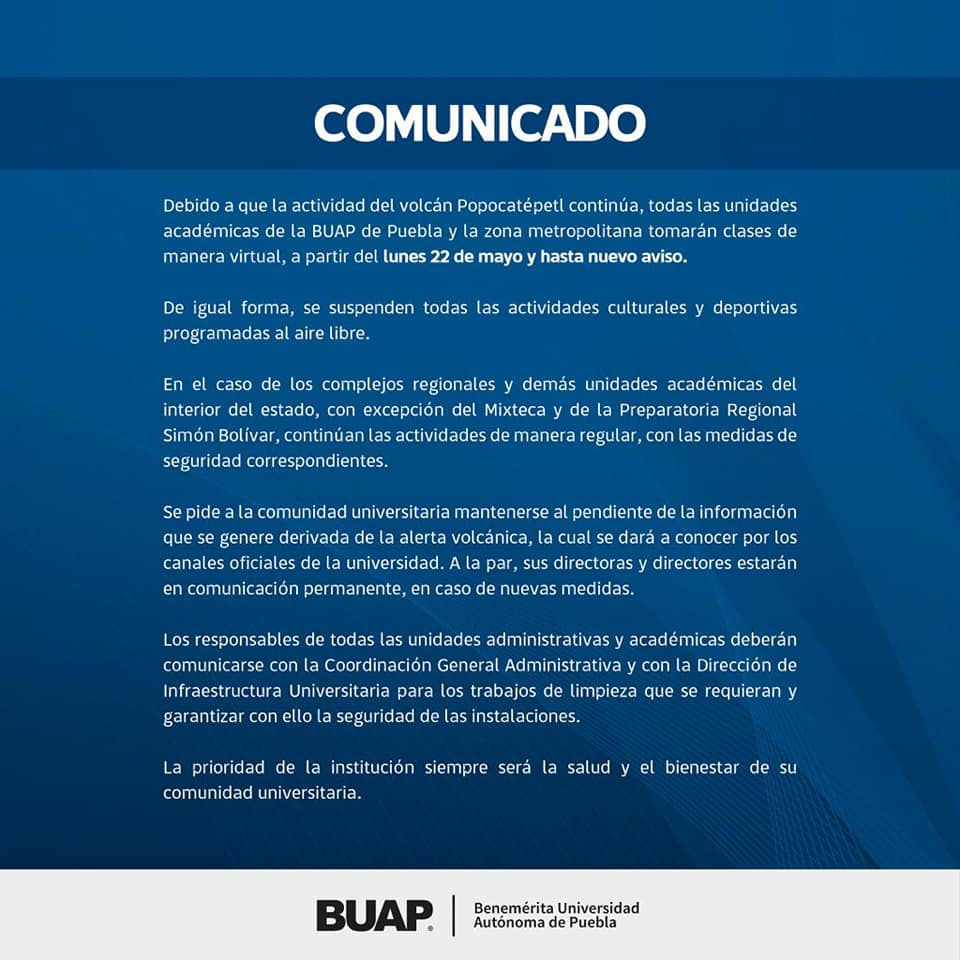 COMUNICADO
Debido a que la actividad del volcán Popocatépetl continúa, todas las unidades
académicas de la BUAP de Puebla y la zona metropolitana tomarán clases de
manera virtual, a partir del lunes 22 de mayo y hasta nuevo aviso.
De igual forma, se suspenden todas las actividades culturales y deportivas
programadas al aire libre.
En el caso de los complejos regionales y demás unidades académicas del
interior del estado, con excepción del Mixteca y de la Preparatoria Regional
Simón Bolívar, continúan las actividades de manera regular, con las medidas de
seguridad correspondientes.
Se pide a la comunidad universitaria mantenerse al pendiente de la información
que se genere derivada de la alerta volcánica, la cual se dará a conocer por los
canales oficiales de la universidad. A la par, sus directoras y directores estarán
en comunicación permanente, en caso de nuevas medidas.
Los responsables de todas las unidades administrativas y académicas deberán
comunicarse con la Coordinación General Administrativa y con la Dirección de
Infraestructura Universitaria para los trabajos de limpieza que se requieran y
garantizar con ello la seguridad de las instalaciones.
La prioridad de la institución siempre será la salud y el bienestar de su
comunidad universitaria.
BUAP®
Benemérita Universidad
Autónoma de Puebla